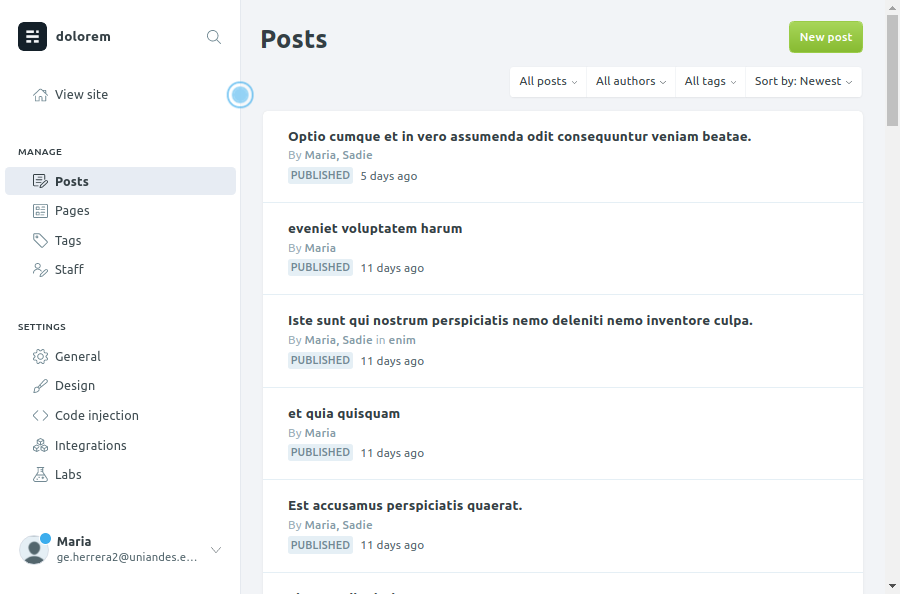 dolorem
View site
MANAGE
Posts
Pages
Tags
Staff
SETTINGS
General
Design
Code injection
Integrations
Labs
Maria
ge.herrera2@uniandes.e...
Posts
New post
All posts
All authors
All tags
Sort by: Newest
Optio cumque et in vero assumenda odit consequuntur veniam beatae.
By Maria, Sadie
PUBLISHED 5 days ago
eveniet voluptatem harum
By Maria
PUBLISHED 11 days ago
Iste sunt qui nostrum perspiciatis nemo deleniti nemo inventore culpa.
By Maria, Sadie in enim
PUBLISHED 11 days ago
et quia quisquam
By Maria
PUBLISHED 11 days ago
Est accusamus perspiciatis quaerat.
By Maria, Sadie
PUBLISHED 11 days ago